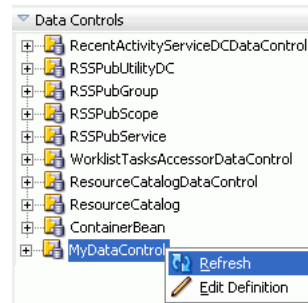 Data Controls
RecentActivityServiceDCDataControl
RSSPubUtilityDC
RSSPubGroup
RSSPubScope
RSSPubService
WorklistTasksAccessorDataControl
ResourceCatalogDataControl
ResourceCatalog
ContainerBean
MyDataControl
Refresh
Edit Definition